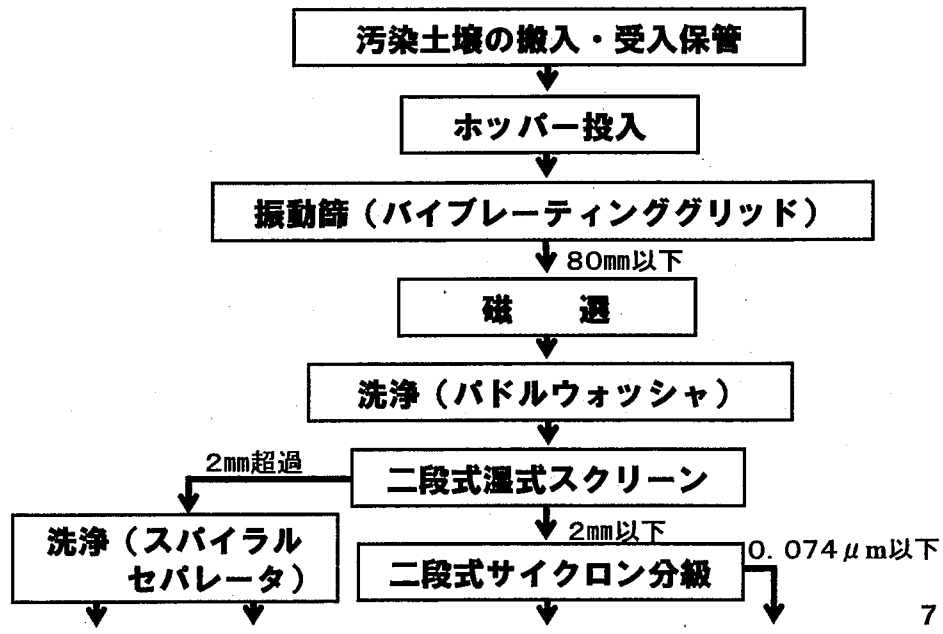 汚染土壌の搬入・受入保管
ホッパー投入
振動篩（バイブレーティンググリッド）
80㎜以下
磁　選
洗浄（パドルウォッシャ）
2㎜超過
二段式湿式スクリーン
洗浄（スパイラル
セパレータ）
2㎜以下
二段式サイクロン分級
0.074μm以下
7